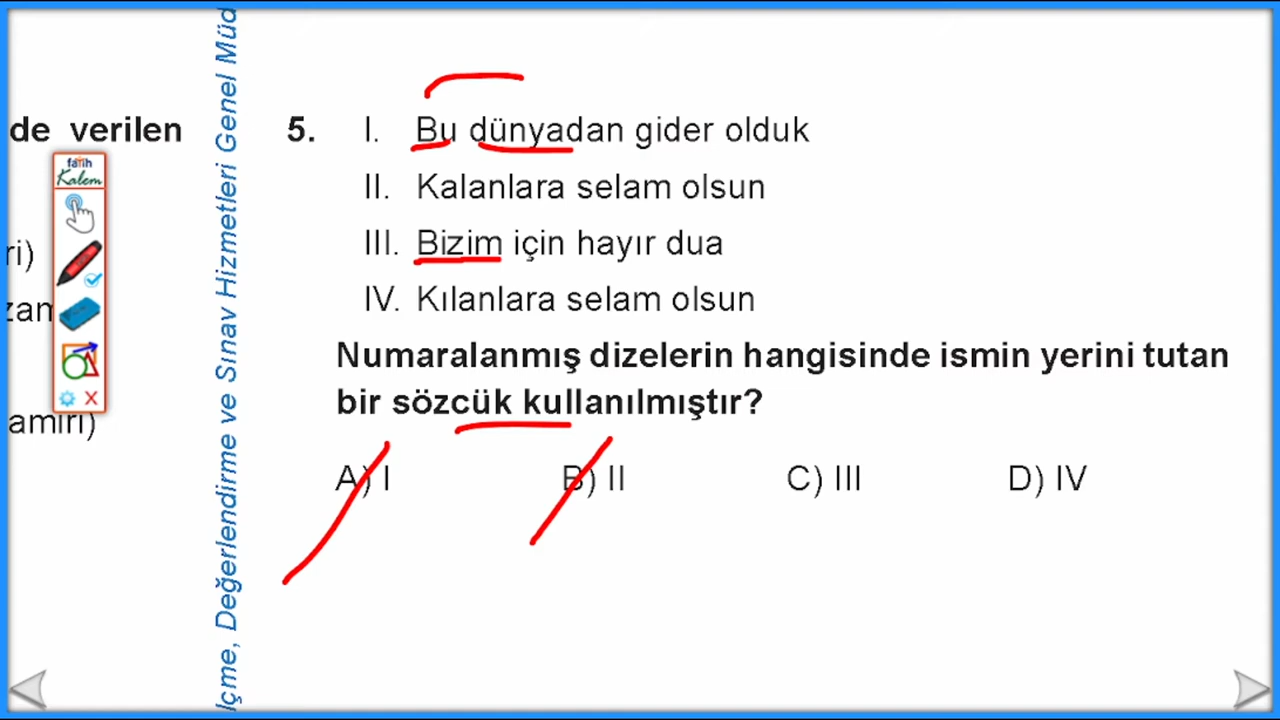 de verilen
fatih
Kalem
ri)
zam
amiri)
İçme, Değerlendirme ve Sınav Hizmetleri Genel Müd
5. I. Bu dünyadan gider olduk
II. Kalanlara selam olsun
III. Bizim için hayır dua
IV. Kılanlara selam olsun
Numaralanmış dizelerin hangisinde ismin yerini tutan
bir sözcük kullanılmıştır?
A) I B) II C) III D) IV